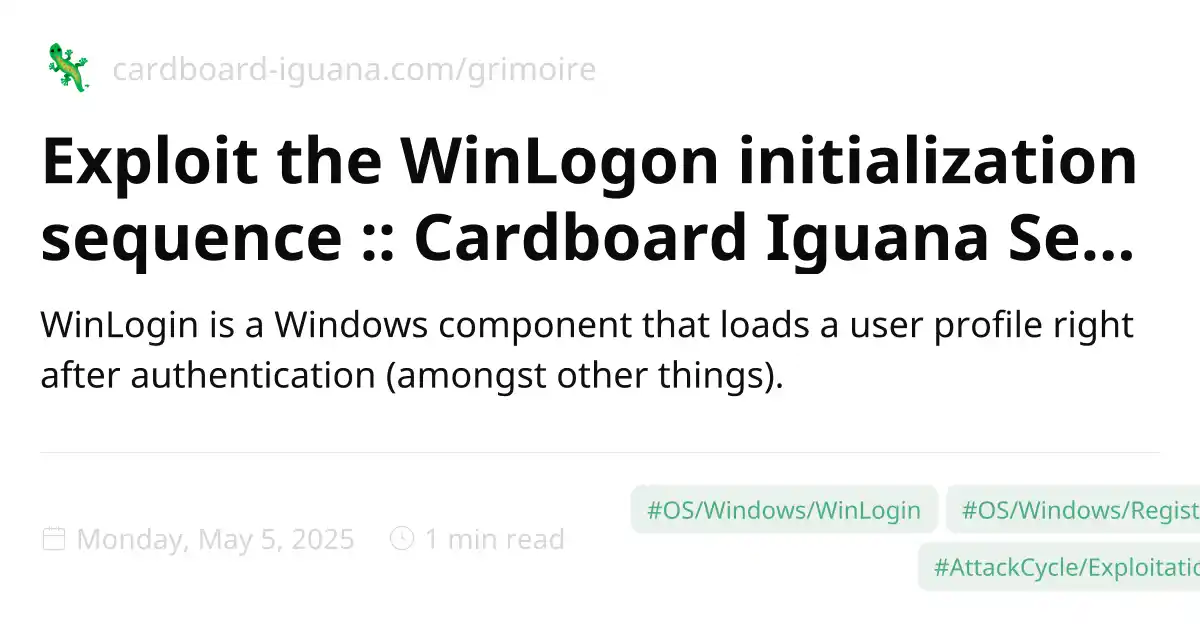 cardboard-iguana.com/grimoire
Exploit the WinLogon initialization
sequence :: Cardboard Iguana Se...
WinLogin is a Windows component that loads a user profile right
after authentication (amongst other things).
#OS/Windows/WinLogin #OS/Windows/Regist
Monday, May 5, 2025 1 min read
#AttackCycle/Exploitatio